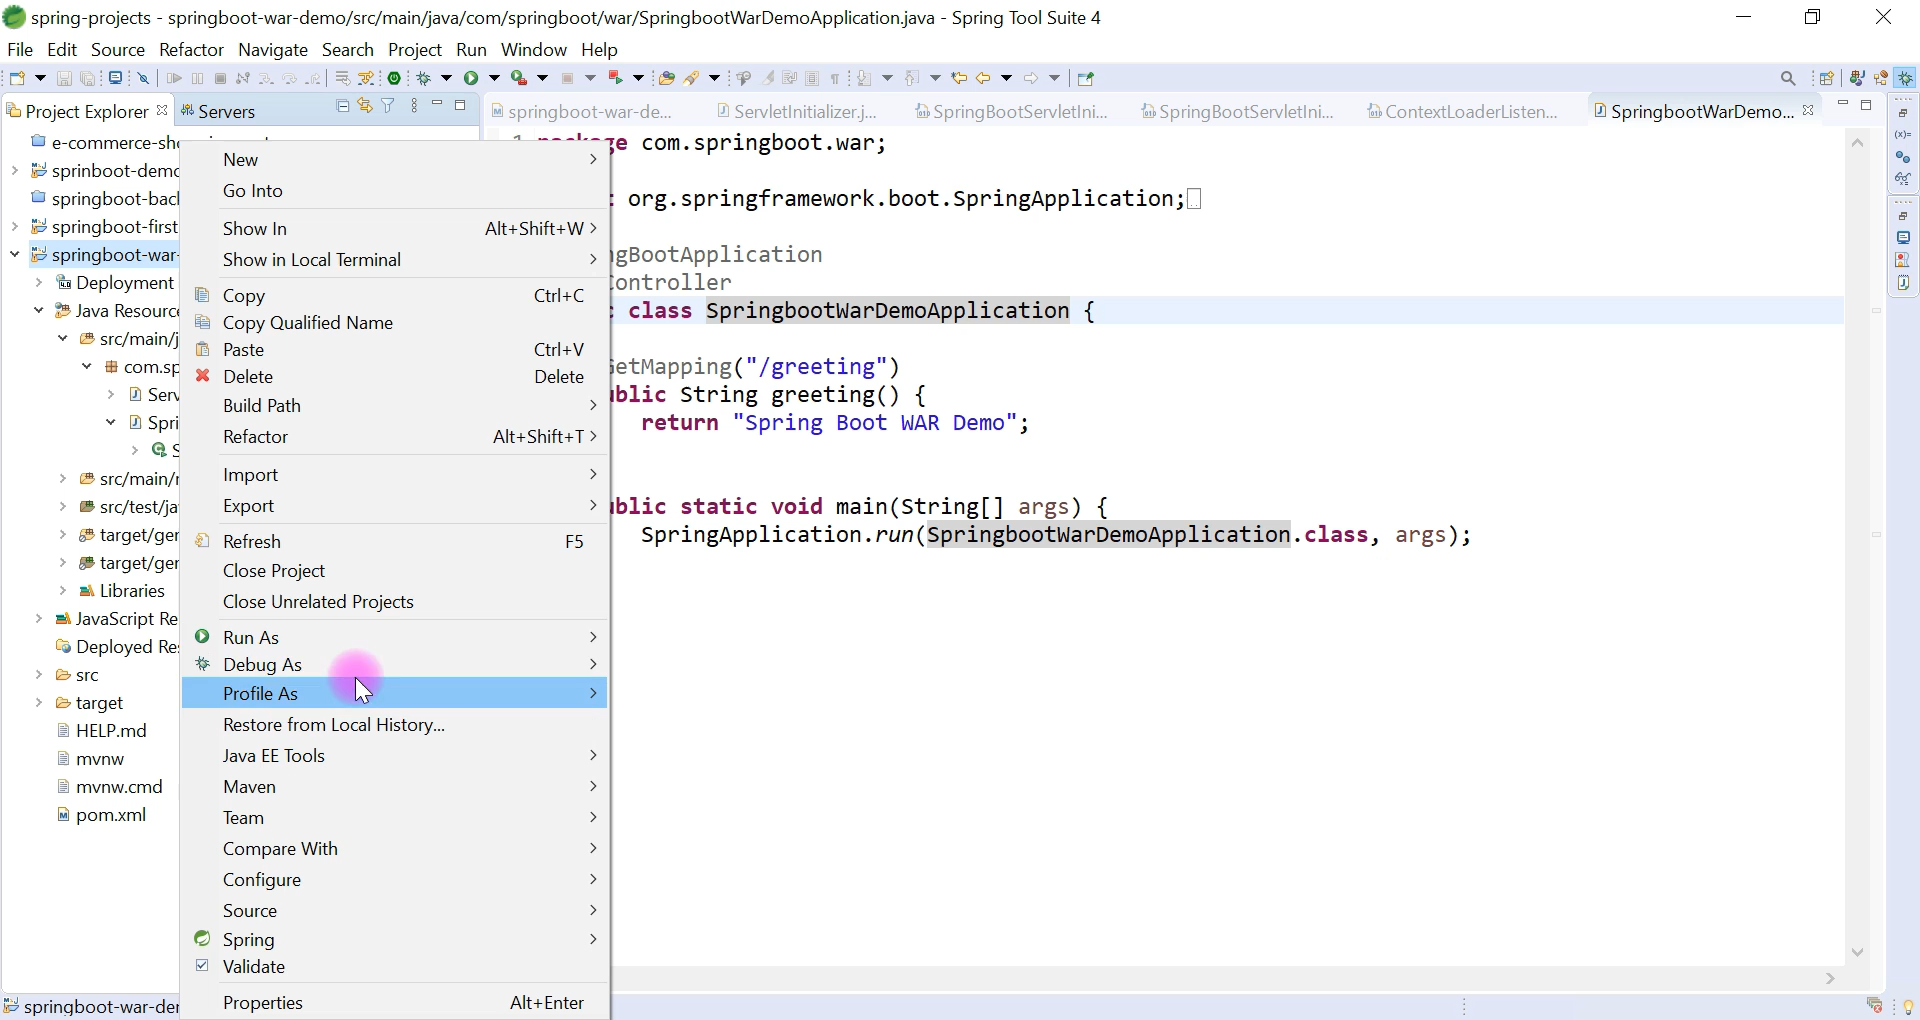 spring-projects - springboot-war-demo/src/main/java/com/springboot/war/SpringbootWarDemoApplication.java - Spring Tool Suite 4
File Edit Source Refactor Navigate Search Project Run Window Help
Project Explorer
Servers
springboot-war-de...
ServletInitializer.j...
SpringBootServletIni...
SpringBootServletIni...
ContextLoaderListen...
SpringbootWarDemo...
e-commerce-sh
sprinboot-demo
springboot-bac
springboot-first
springboot-war-
Deployment
Java Resource
src/main/j
com.sp
Serv
Spri
S
src/main/r
src/test/ja
target/ger
target/ger
Libraries
JavaScript Re
Deployed Re
src
target
HELP.md
mvnw
mvnw.cmd
pom.xml
springboot-war-de
New
Go Into
Show In Alt+Shift+W
Show in Local Terminal
Copy Ctrl+C
Copy Qualified Name
Paste Ctrl+V
Delete Delete
Build Path
Refactor Alt+Shift+T
Import
Export
Refresh F5
Close Project
Close Unrelated Projects
Run As
Debug As
Profile As
Restore from Local History...
Java EE Tools
Maven
Team
Compare With
Configure
Source
Spring
Validate
Properties Alt+Enter
e com.springboot.war;
org.springframework.boot.SpringApplication;
gBootApplication
ontroller
class SpringbootWarDemoApplication {
etMapping("/greeting")
blic String greeting() {
return "Spring Boot WAR Demo";
blic static void main(String[] args) {
SpringApplication.run(SpringbootWarDemoApplication.class, args);